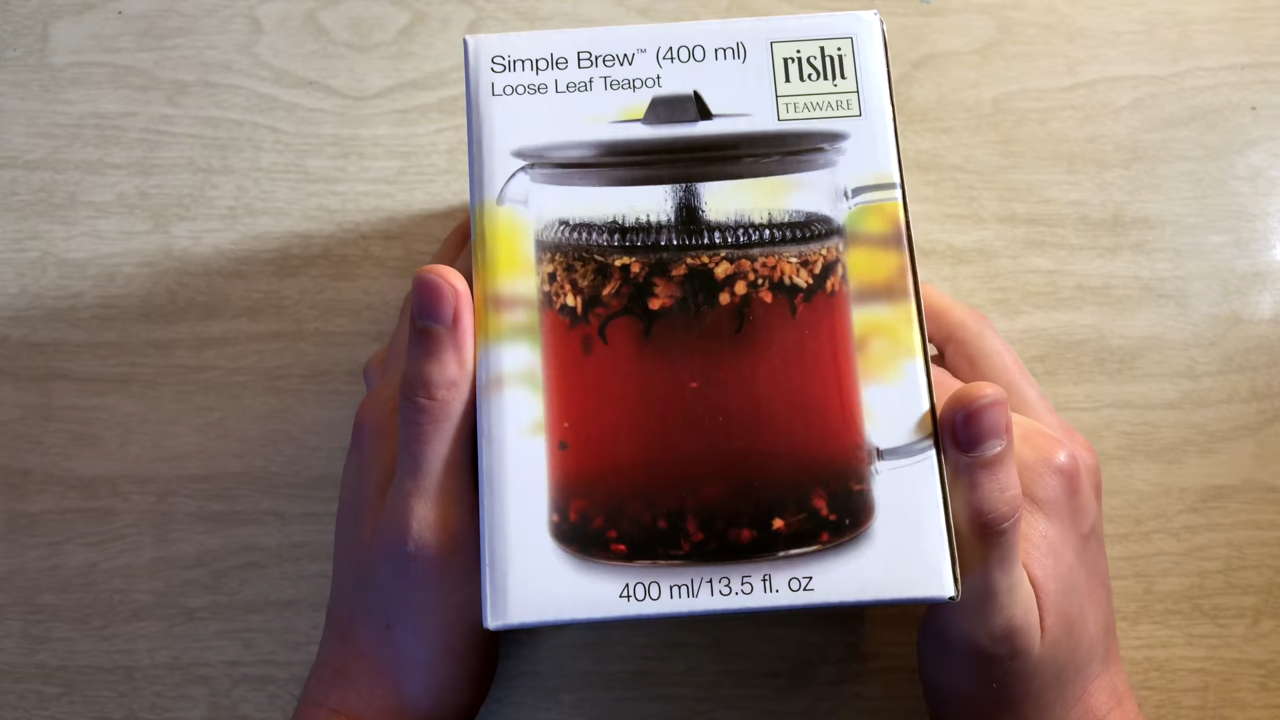 Simple Brew™ (400 ml)
Loose Leaf Teapot
rishi
TEAWARE
400 ml/13.5 fl. oz